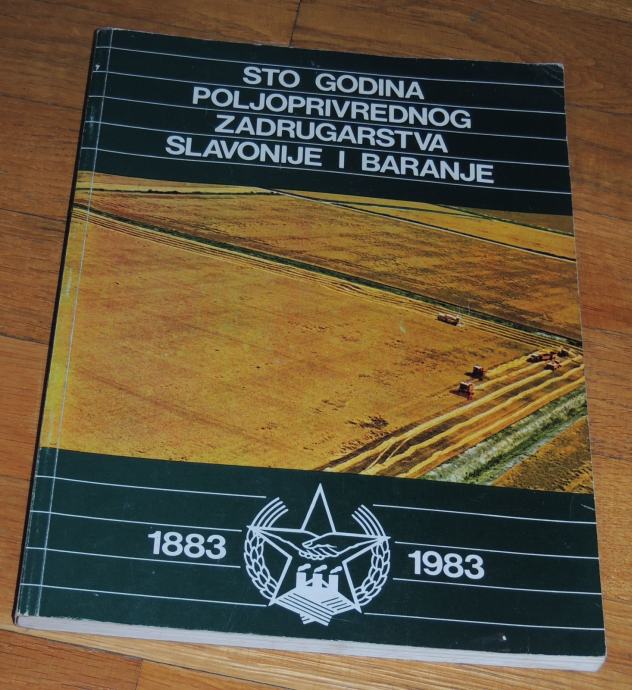 STO GODINA
POLJOPRIVREDNOG
ZADRUGARSTVA
SLAVONIJE I BARANJE
1883
1983